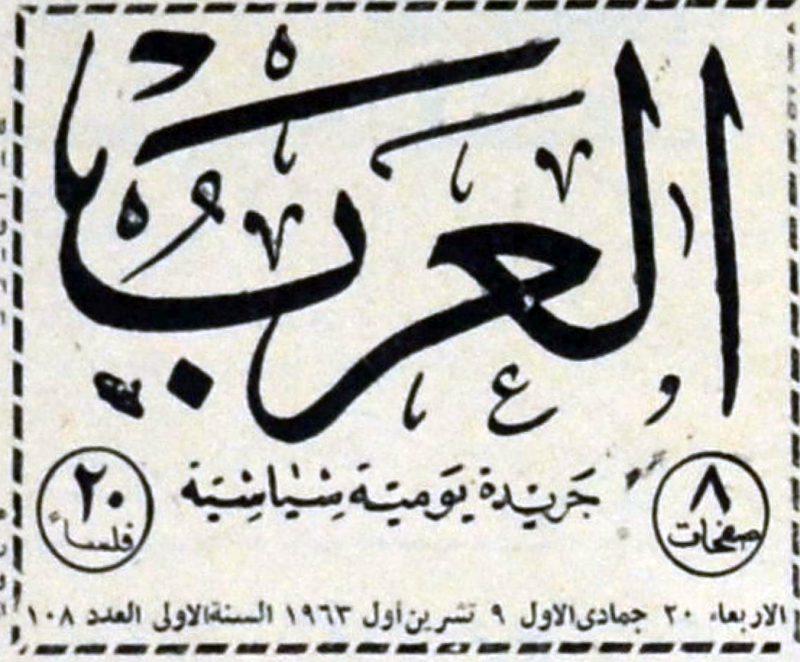 العرب
جريدة يومية سياسية
٨ صفحات
٢٠ فلسا
الاربعاء ٢٠ جمادى الاول ٩ تشرين اول ١٩٦٣ السنة الاولى العدد ١٠٨